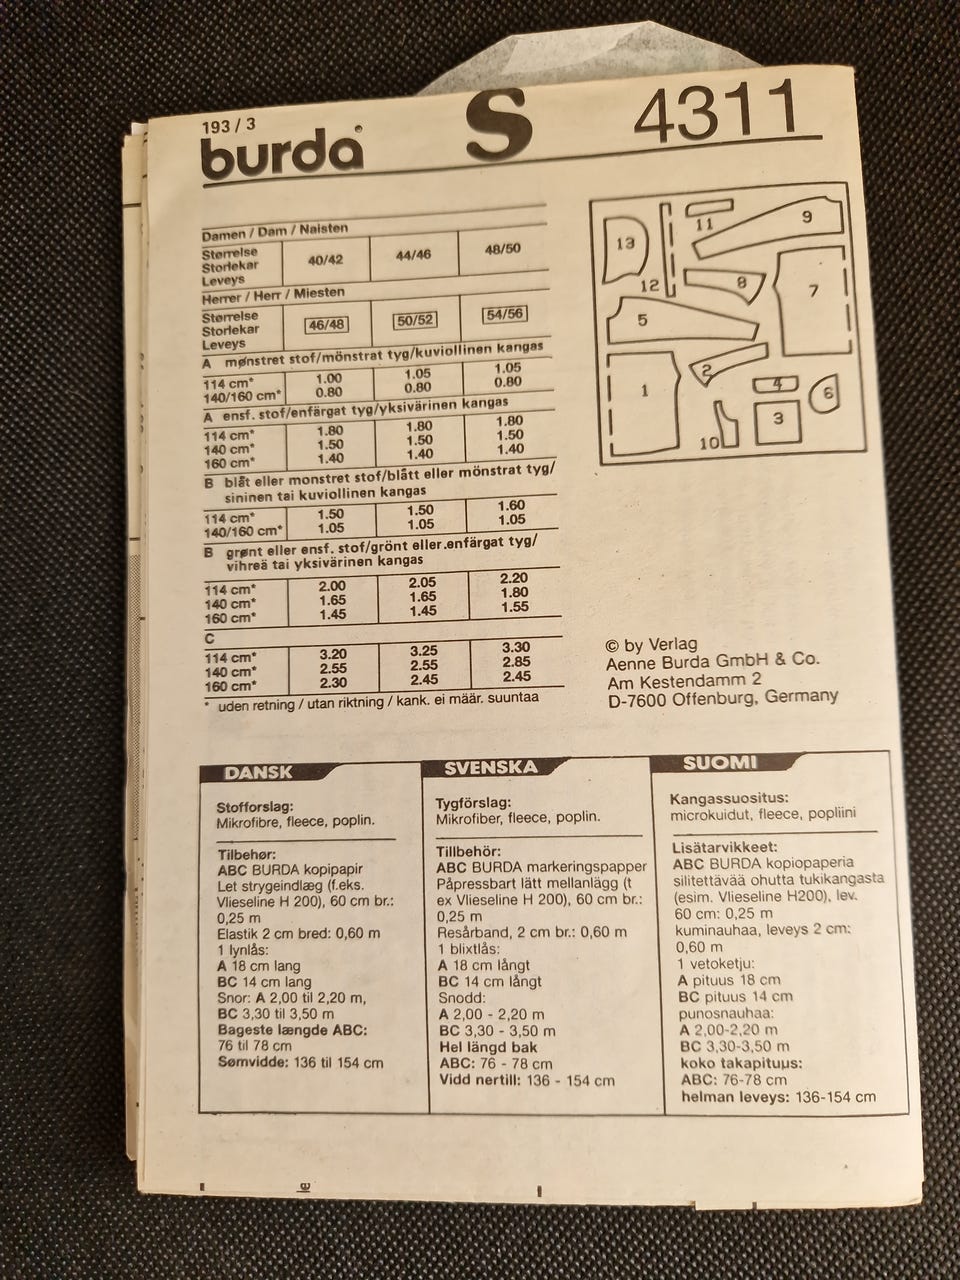 193 / 3
burda
S
4311
Damen / Dam / Naisten
Størrelse
Storlekar
Leveys
40/42 44/46 48/50
Herrer / Herr / Miesten
Størrelse
Storlekar
Leveys
46/48 50/52 54/56
A mønstret stof/mönstrat tyg/kuviollinen kangas
114 cm* 1.00 1.05 1.05
140/160 cm* 0.80 0.80 0.80
A ensf. stof/enfärgat tyg/yksivärinen kangas
114 cm* 1.80 1.80 1.80
140 cm* 1.50 1.50 1.50
160 cm* 1.40 1.40 1.40
B blåt eller monstret stof/blått eller mönstrat tyg/
sininen tai kuviollinen kangas
114 cm* 1.50 1.50 1.60
140/160 cm* 1.05 1.05 1.05
B grønt eller ensf. stof/grönt eller.enfärgat tyg/
vihreä tai yksivärinen kangas
114 cm* 2.00 2.05 2.20
140 cm* 1.65 1.65 1.80
160 cm* 1.45 1.45 1.55
C
114 cm* 3.20 3.25 3.30
140 cm* 2.55 2.55 2.85
160 cm* 2.30 2.45 2.45
* uden retning / utan riktning / kank. ei määr. suuntaa
11
9
13
12
8
7
5
2
1
4
6
3
10
© by Verlag
Aenne Burda GmbH & Co.
Am Kestendamm 2
D-7600 Offenburg, Germany
DANSK
Stofforslag:
Mikrofibre, fleece, poplin.
Tilbehør:
ABC BURDA kopipapir
Let strygeindlæg (f.eks.
Vlieseline H 200), 60 cm br.:
0,25 m
Elastik 2 cm bred: 0,60 m
1 lynlås:
A 18 cm lang
BC 14 cm lang
Snor: A 2,00 til 2,20 m,
BC 3,30 til 3,50 m
Bageste længde ABC:
76 til 78 cm
Sømvidde: 136 til 154 cm
SVENSKA
Tygförslag:
Mikrofiber, fleece, poplin.
Tillbehör:
ABC BURDA markeringspapper
Påpressbart lätt mellanlägg (t
ex Vlieseline H 200), 60 cm br.:
0,25 m
Resårband, 2 cm br.: 0,60 m
1 blixtlås:
A 18 cm långt
BC 14 cm långt
Snodd:
A 2,00 - 2,20 m
BC 3,30 - 3,50 m
Hel längd bak
ABC: 76 - 78 cm
Vidd nertill: 136 - 154 cm
SUOMI
Kangassuositus:
microkuidut, fleece, popliini
Lisätarvikkeet:
ABC BURDA kopiopaperia
silitettävää ohutta tukikangasta
(esim. Vlieseline H200), lev.
60 cm: 0,25 m
kuminauhaa, leveys 2 cm:
0,60 m
1 vetoketju:
A pituus 18 cm
BC pituus 14 cm
punosnauhaa:
A 2,00-2,20 m
BC 3,30-3,50 m
koko takapituus:
ABC: 76-78 cm
helman leveys: 136-154 cm